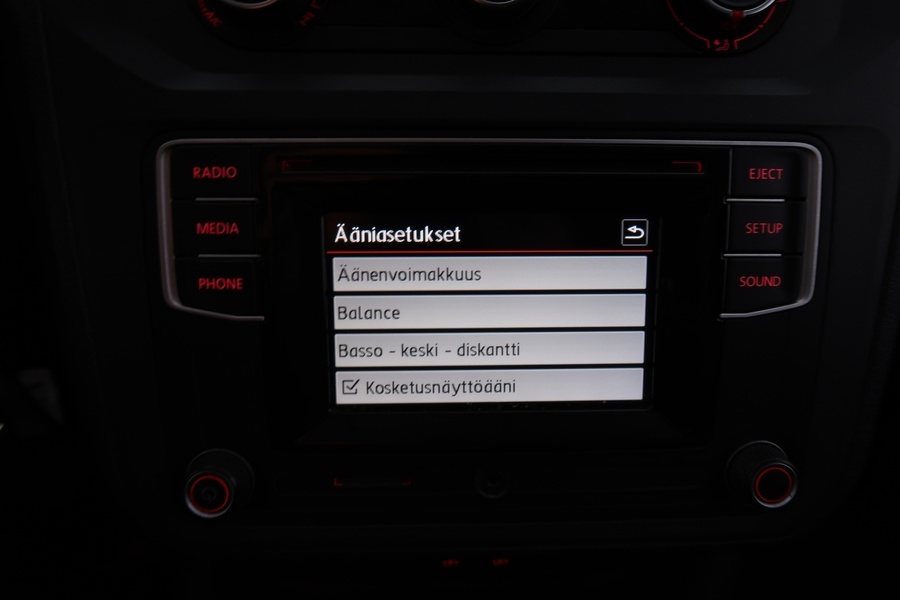 RADIO
MEDIA
PHONE
EJECT
SETUP
SOUND
Ääniasetukset
Äänenvoimakkuus
Balance
Basso - keski - diskantti
Kosketusnäyttöääni